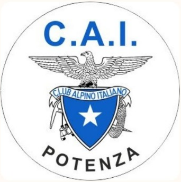 C.A.I.
CLUB ALPINO ITALIANO
POTENZA